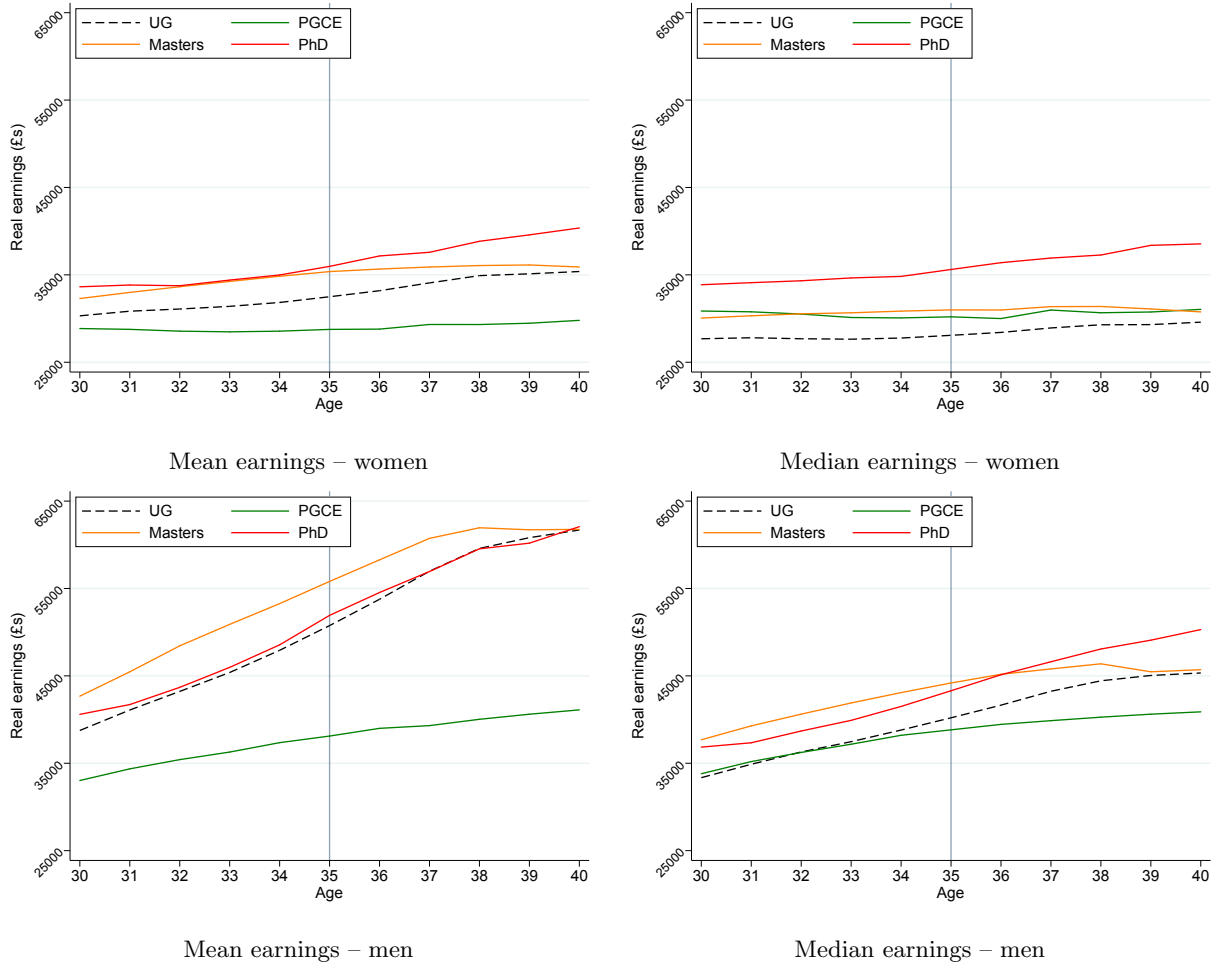 UG PGCE
Masters PhD
65000
55000
45000
35000
25000
Real earnings (£s)
30 31 32 33 34 35 36 37 38 39 40
Age
Mean earnings – women
UG PGCE
Masters PhD
65000
55000
45000
35000
25000
Real earnings (£s)
30 31 32 33 34 35 36 37 38 39 40
Age
Median earnings – women
UG PGCE
Masters PhD
65000
55000
45000
35000
25000
Real earnings (£s)
30 31 32 33 34 35 36 37 38 39 40
Age
Mean earnings – men
UG PGCE
Masters PhD
65000
55000
45000
35000
25000
Real earnings (£s)
30 31 32 33 34 35 36 37 38 39 40
Age
Median earnings – men